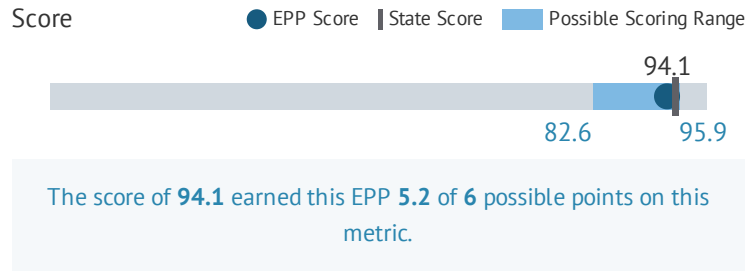 Score EPP Score State Score Possible Scoring Range
94.1
82.6 95.9
The score of 94.1 earned this EPP 5.2 of 6 possible points on this
metric.